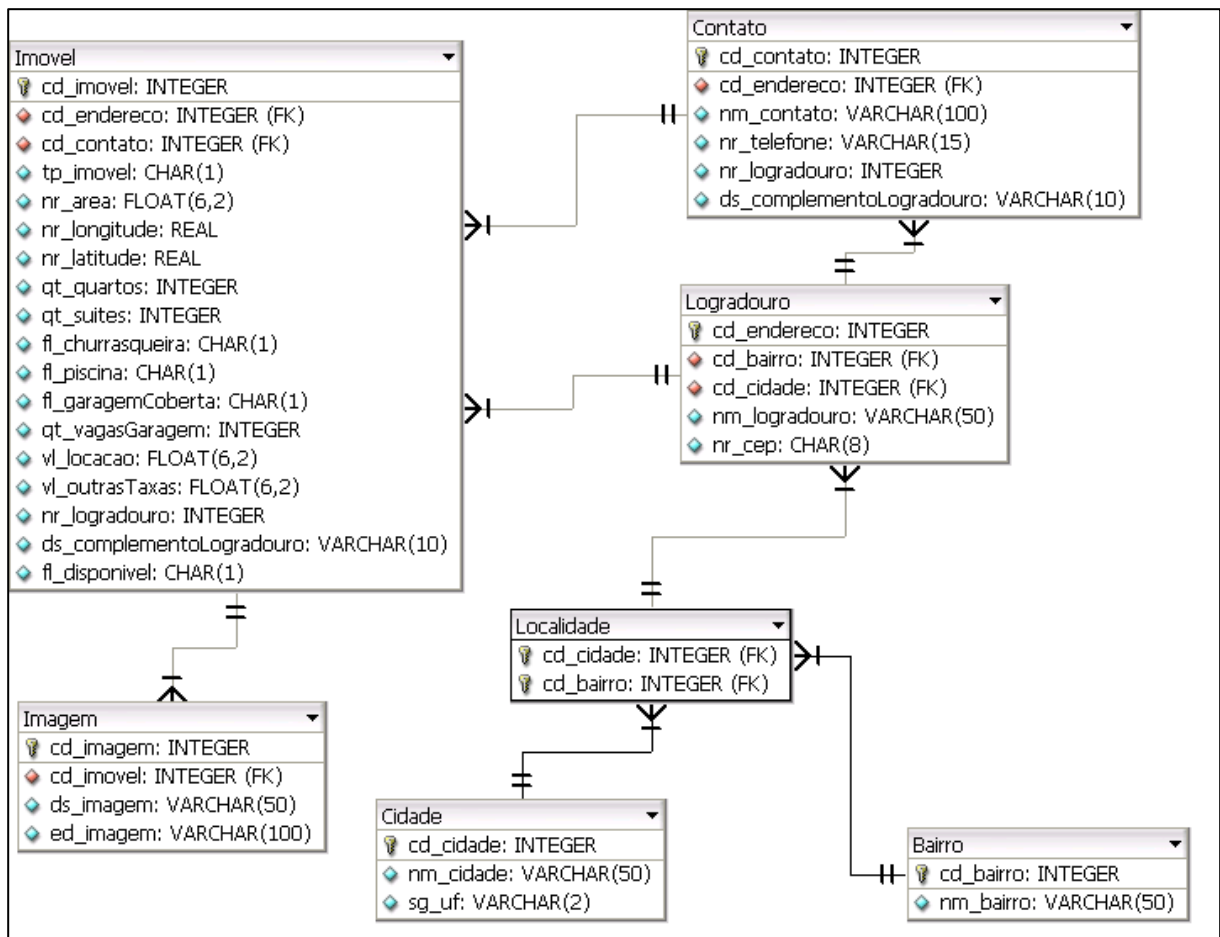 Imovel
cd_imovel: INTEGER
cd_endereco: INTEGER (FK)
cd_contato: INTEGER (FK)
tp_imovel: CHAR(1)
nr_area: FLOAT(6,2)
nr_longitude: REAL
nr_latitude: REAL
qt_quartos: INTEGER
qt_suites: INTEGER
fl_churrasqueira: CHAR(1)
fl_piscina: CHAR(1)
fl_garagemCoberta: CHAR(1)
qt_vagasGaragem: INTEGER
vl_locacao: FLOAT(6,2)
vl_outrasTaxas: FLOAT(6,2)
nr_logradouro: INTEGER
ds_complementoLogradouro: VARCHAR(10)
fl_disponivel: CHAR(1)
Contato
cd_contato: INTEGER
cd_endereco: INTEGER (FK)
nm_contato: VARCHAR(100)
nr_telefone: VARCHAR(15)
nr_logradouro: INTEGER
ds_complementoLogradouro: VARCHAR(10)
Logradouro
cd_endereco: INTEGER
cd_bairro: INTEGER (FK)
cd_cidade: INTEGER (FK)
nm_logradouro: VARCHAR(50)
nr_cep: CHAR(8)
Localidade
cd_cidade: INTEGER (FK)
cd_bairro: INTEGER (FK)
Imagem
cd_imagem: INTEGER
cd_imovel: INTEGER (FK)
ds_imagem: VARCHAR(50)
ed_imagem: VARCHAR(100)
Cidade
cd_cidade: INTEGER
nm_cidade: VARCHAR(50)
sg_uf: VARCHAR(2)
Bairro
cd_bairro: INTEGER
nm_bairro: VARCHAR(50)